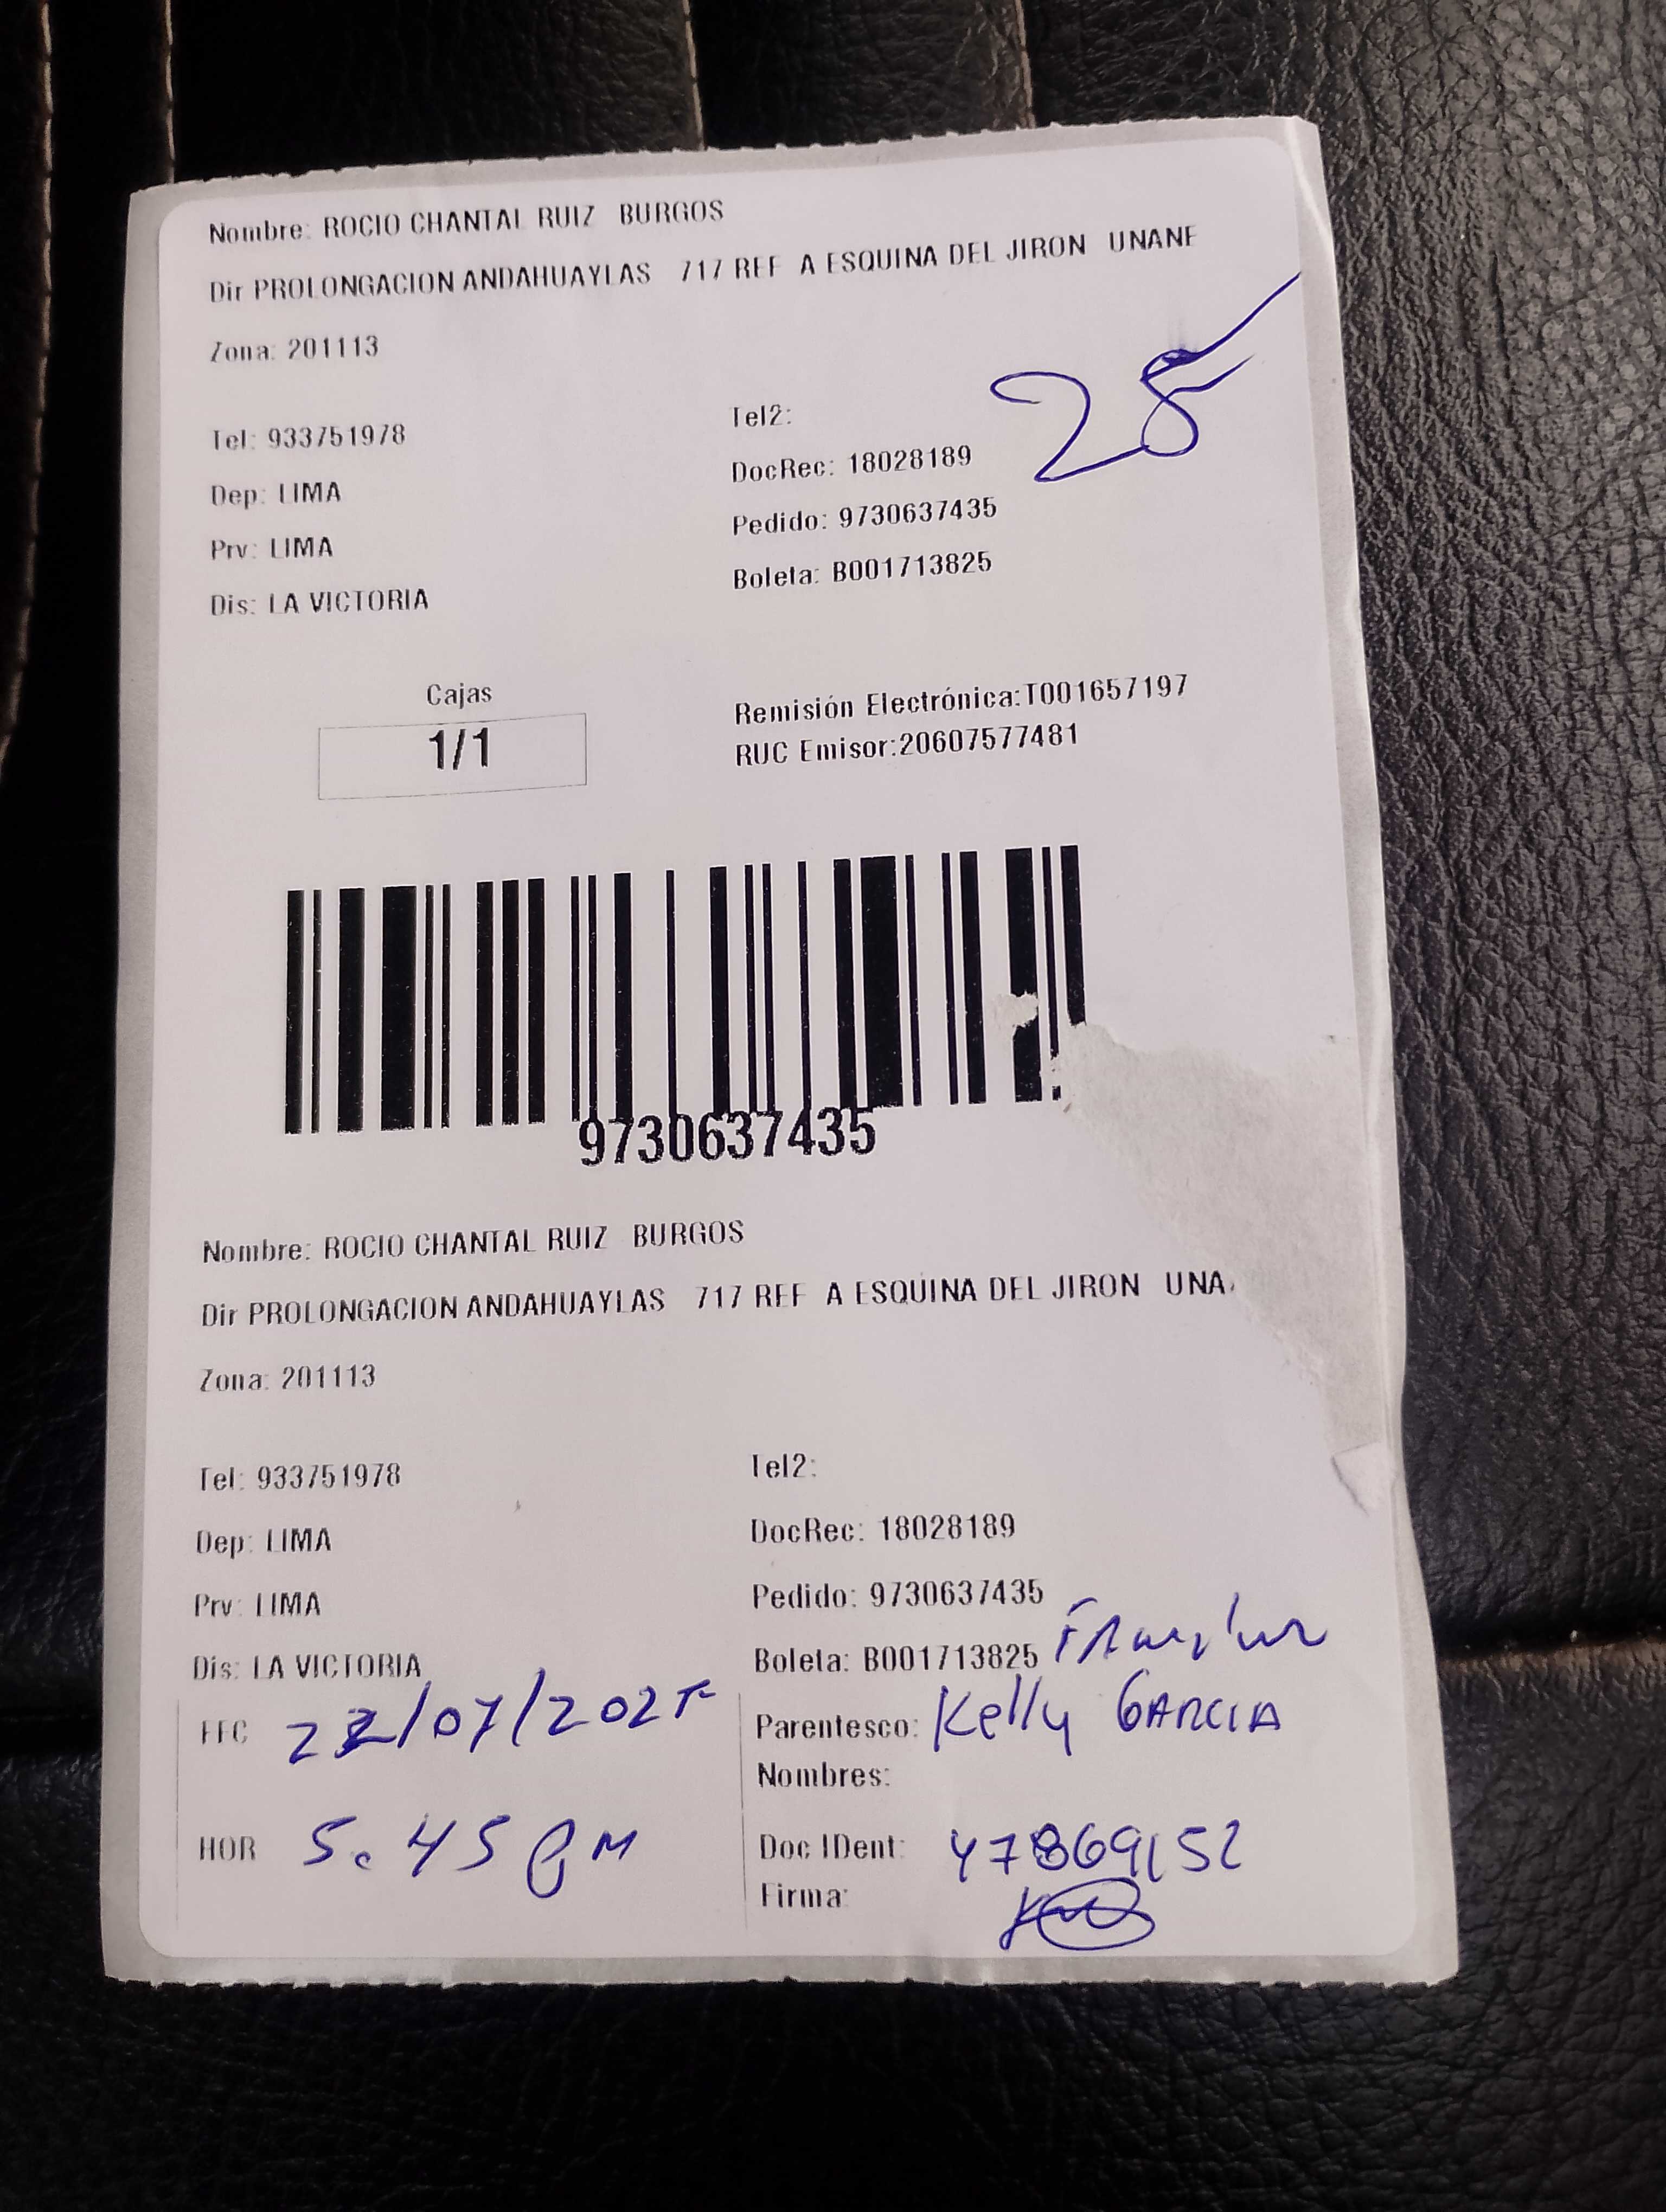 Nombre: ROCIO CHANTAL RUIZ BURGOS
Dir PROLONGACION ANDAHUAYLAS 717 REF A ESQUINA DEL JIRON UNANE
Zona: 201113
25
Tel: 933751978
Tel2:
Dep: LIMA
DocRec: 18028189
Prv: LIMA
Pedido: 9730637435
Dis: LA VICTORIA
Boleta: B001713825
Cajas
1/1
Remisión Electrónica:T001657197
RUC Emisor:20607577481
9730637435
Nombre: ROCIO CHANTAL RUIZ BURGOS
Dir PROLONGACION ANDAHUAYLAS 717 REF A ESQUINA DEL JIRON UNA
Zona: 201113
Tel: 933751978
Tel2:
Dep: LIMA
DocRec: 18028189
Prv: LIMA
Pedido: 9730637435
Dis: LA VICTORIA
Boleta: B001713825
FEC /07/2025
Parentesco: Kelly GARCIA
Nombres:
HOR 5.45 PM
Doc IDent: 47869152
Firma: